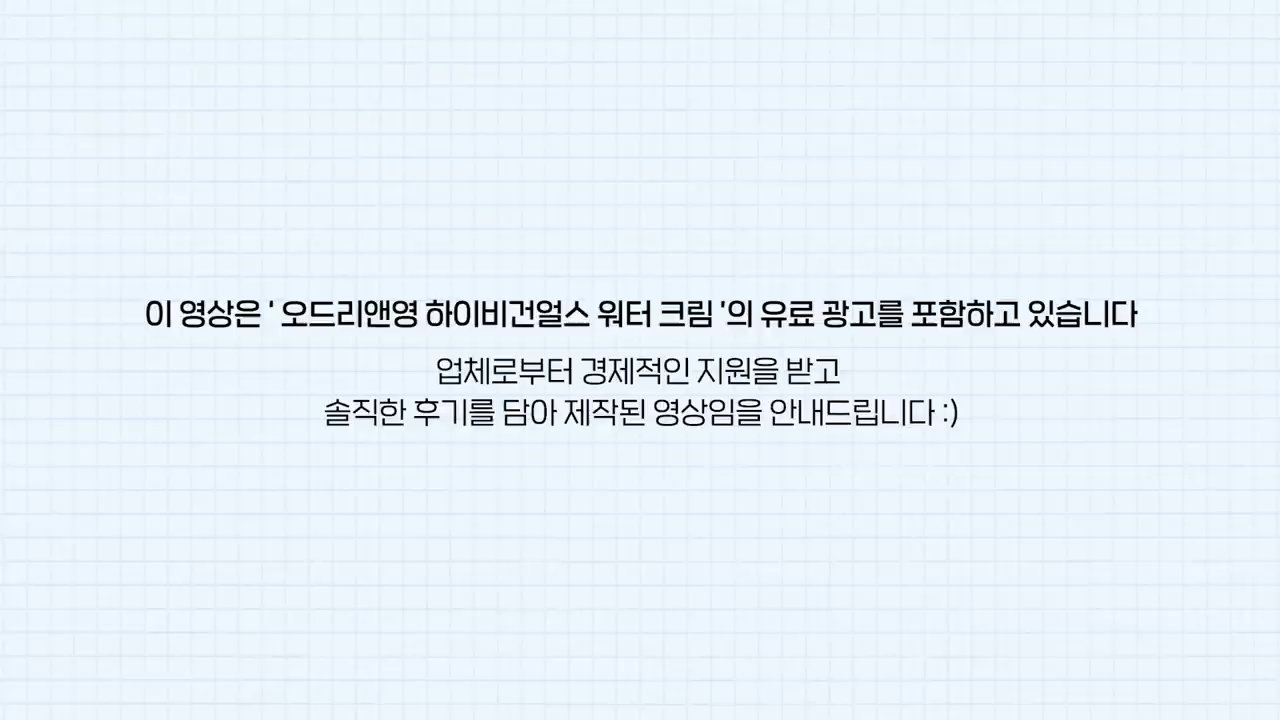 이 영상은 ' 오드리앤영 하이비건얼스 워터 크림 '의 유료 광고를 포함하고 있습니다
업체로부터 경제적인 지원을 받고
솔직한 후기를 담아 제작된 영상임을 안내드립니다 :)